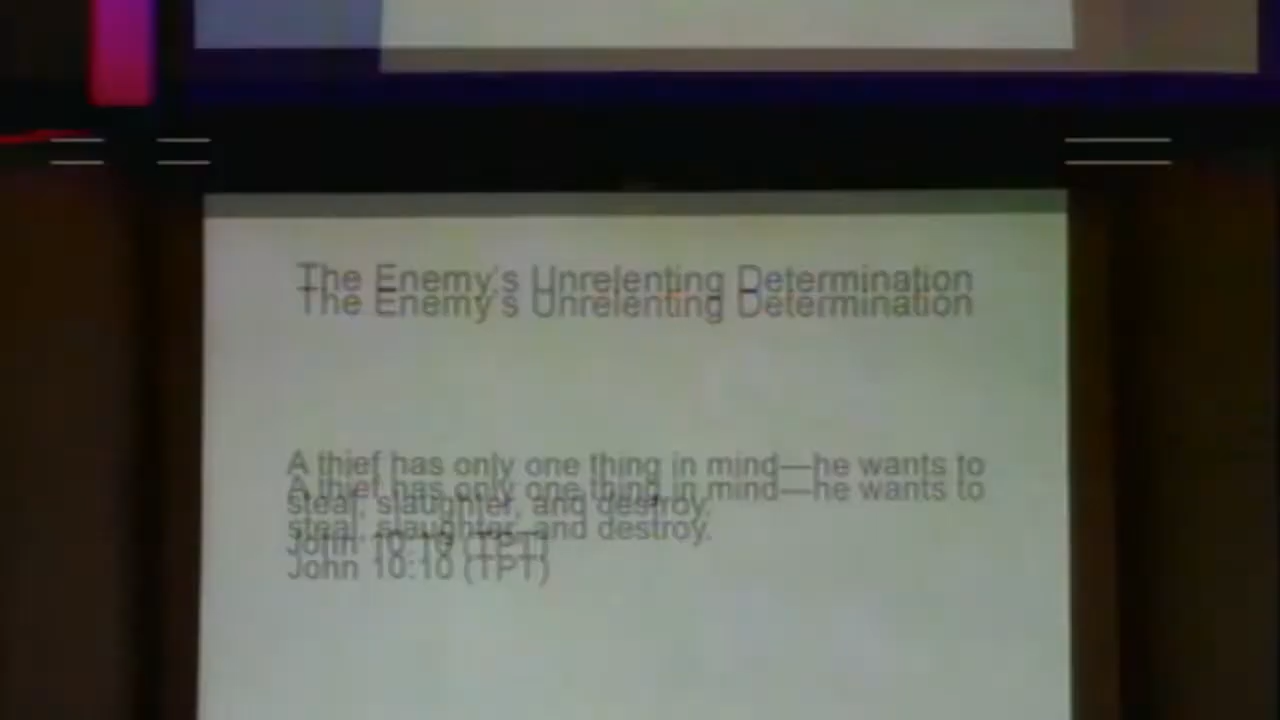 The Enemy's Unrelenting Determination
A thief has only one thing in mind—he wants to
steal, slaughter, and destroy.
John 10:10 (TPT)